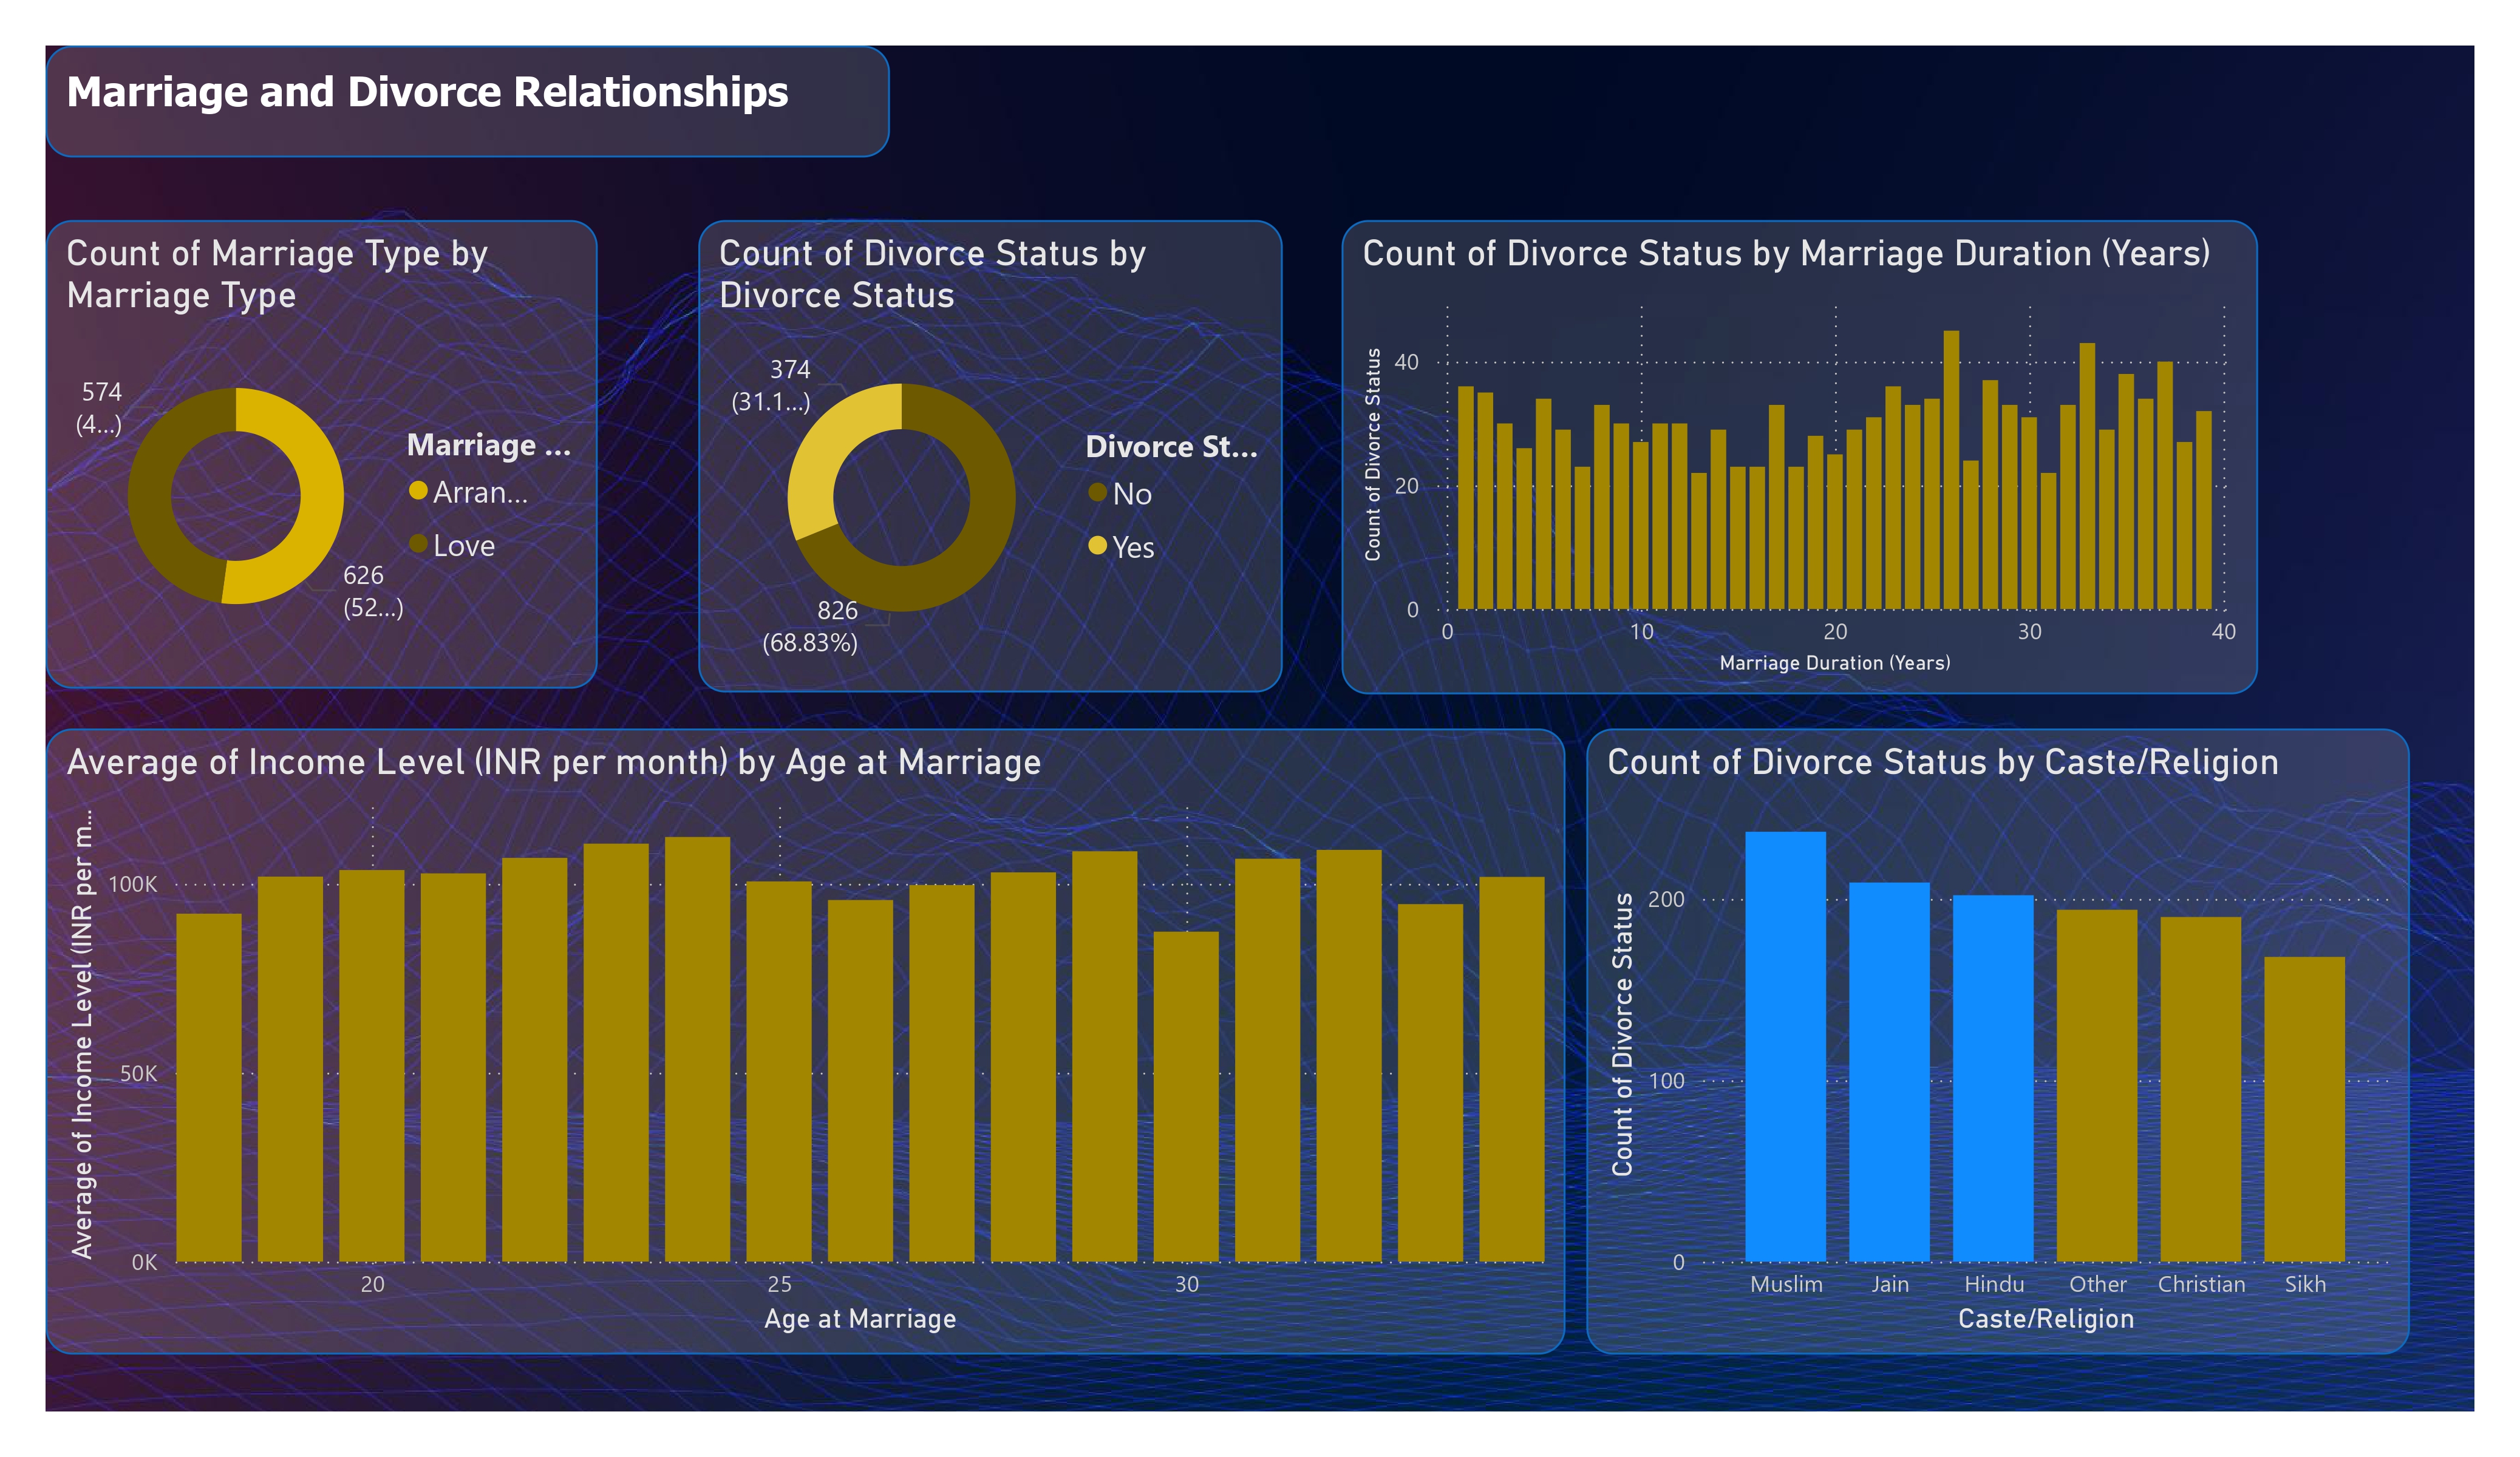 Marriage and Divorce Relationships
Count of Marriage Type by
Marriage Type
574
(4...)
626
(52...)
Marriage ...
Arran...
Love
Count of Divorce Status by
Divorce Status
374
(31.1...)
826
(68.83%)
Divorce St...
No
Yes
Count of Divorce Status by Marriage Duration (Years)
Count of Divorce Status
40
20
0
0 10 20 30 40
Marriage Duration (Years)
Average of Income Level (INR per month) by Age at Marriage
Average of Income Level (INR per m...
100K
50K
0K
20 25 30
Age at Marriage
Count of Divorce Status by Caste/Religion
Count of Divorce Status
200
100
0
Muslim Jain Hindu Other Christian Sikh
Caste/Religion